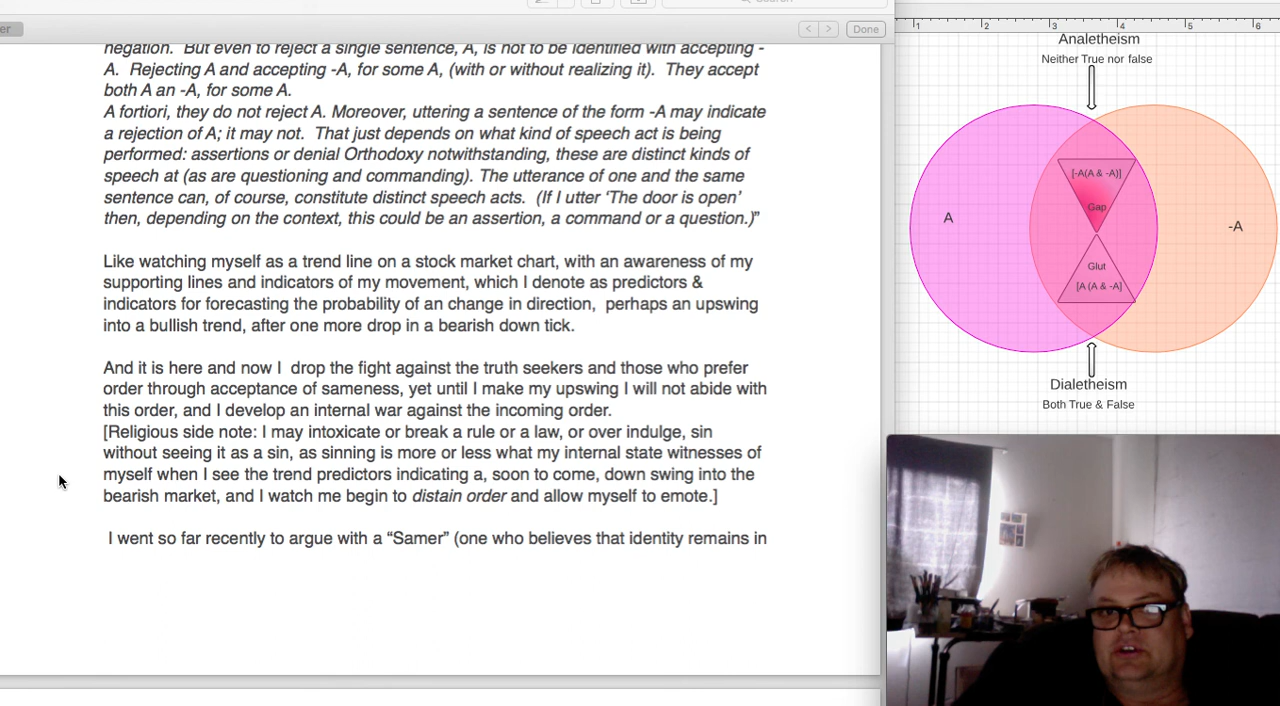 er
Search
Done
negation. But even to reject a single sentence, A, is not to be identified with accepting -
A. Rejecting A and accepting -A, for some A, (with or without realizing it). They accept
both A an -A, for some A.
A fortiori, they do not reject A. Moreover, uttering a sentence of the form -A may indicate
a rejection of A; it may not. That just depends on what kind of speech act is being
performed: assertions or denial Orthodoxy notwithstanding, these are distinct kinds of
speech at (as are questioning and commanding). The utterance of one and the same
sentence can, of course, constitute distinct speech acts. (If I utter ‘The door is open’
then, depending on the context, this could be an assertion, a command or a question.)”
Like watching myself as a trend line on a stock market chart, with an awareness of my
supporting lines and indicators of my movement, which I denote as predictors &
indicators for forecasting the probability of an change in direction, perhaps an upswing
into a bullish trend, after one more drop in a bearish down tick.
And it is here and now I drop the fight against the truth seekers and those who prefer
order through acceptance of sameness, yet until I make my upswing I will not abide with
this order, and I develop an internal war against the incoming order.
[Religious side note: I may intoxicate or break a rule or a law, or over indulge, sin
without seeing it as a sin, as sinning is more or less what my internal state witnesses of
myself when I see the trend predictors indicating a, soon to come, down swing into the
bearish market, and I watch me begin to distain order and allow myself to emote.]
I went so far recently to argue with a “Samer” (one who believes that identity remains in
1 2 3 4 5 6
Analetheism
Neither True nor false
[-A(A & -A)]
Gap
A
-A
Glut
[A (A & -A]
Dialetheism
Both True & False